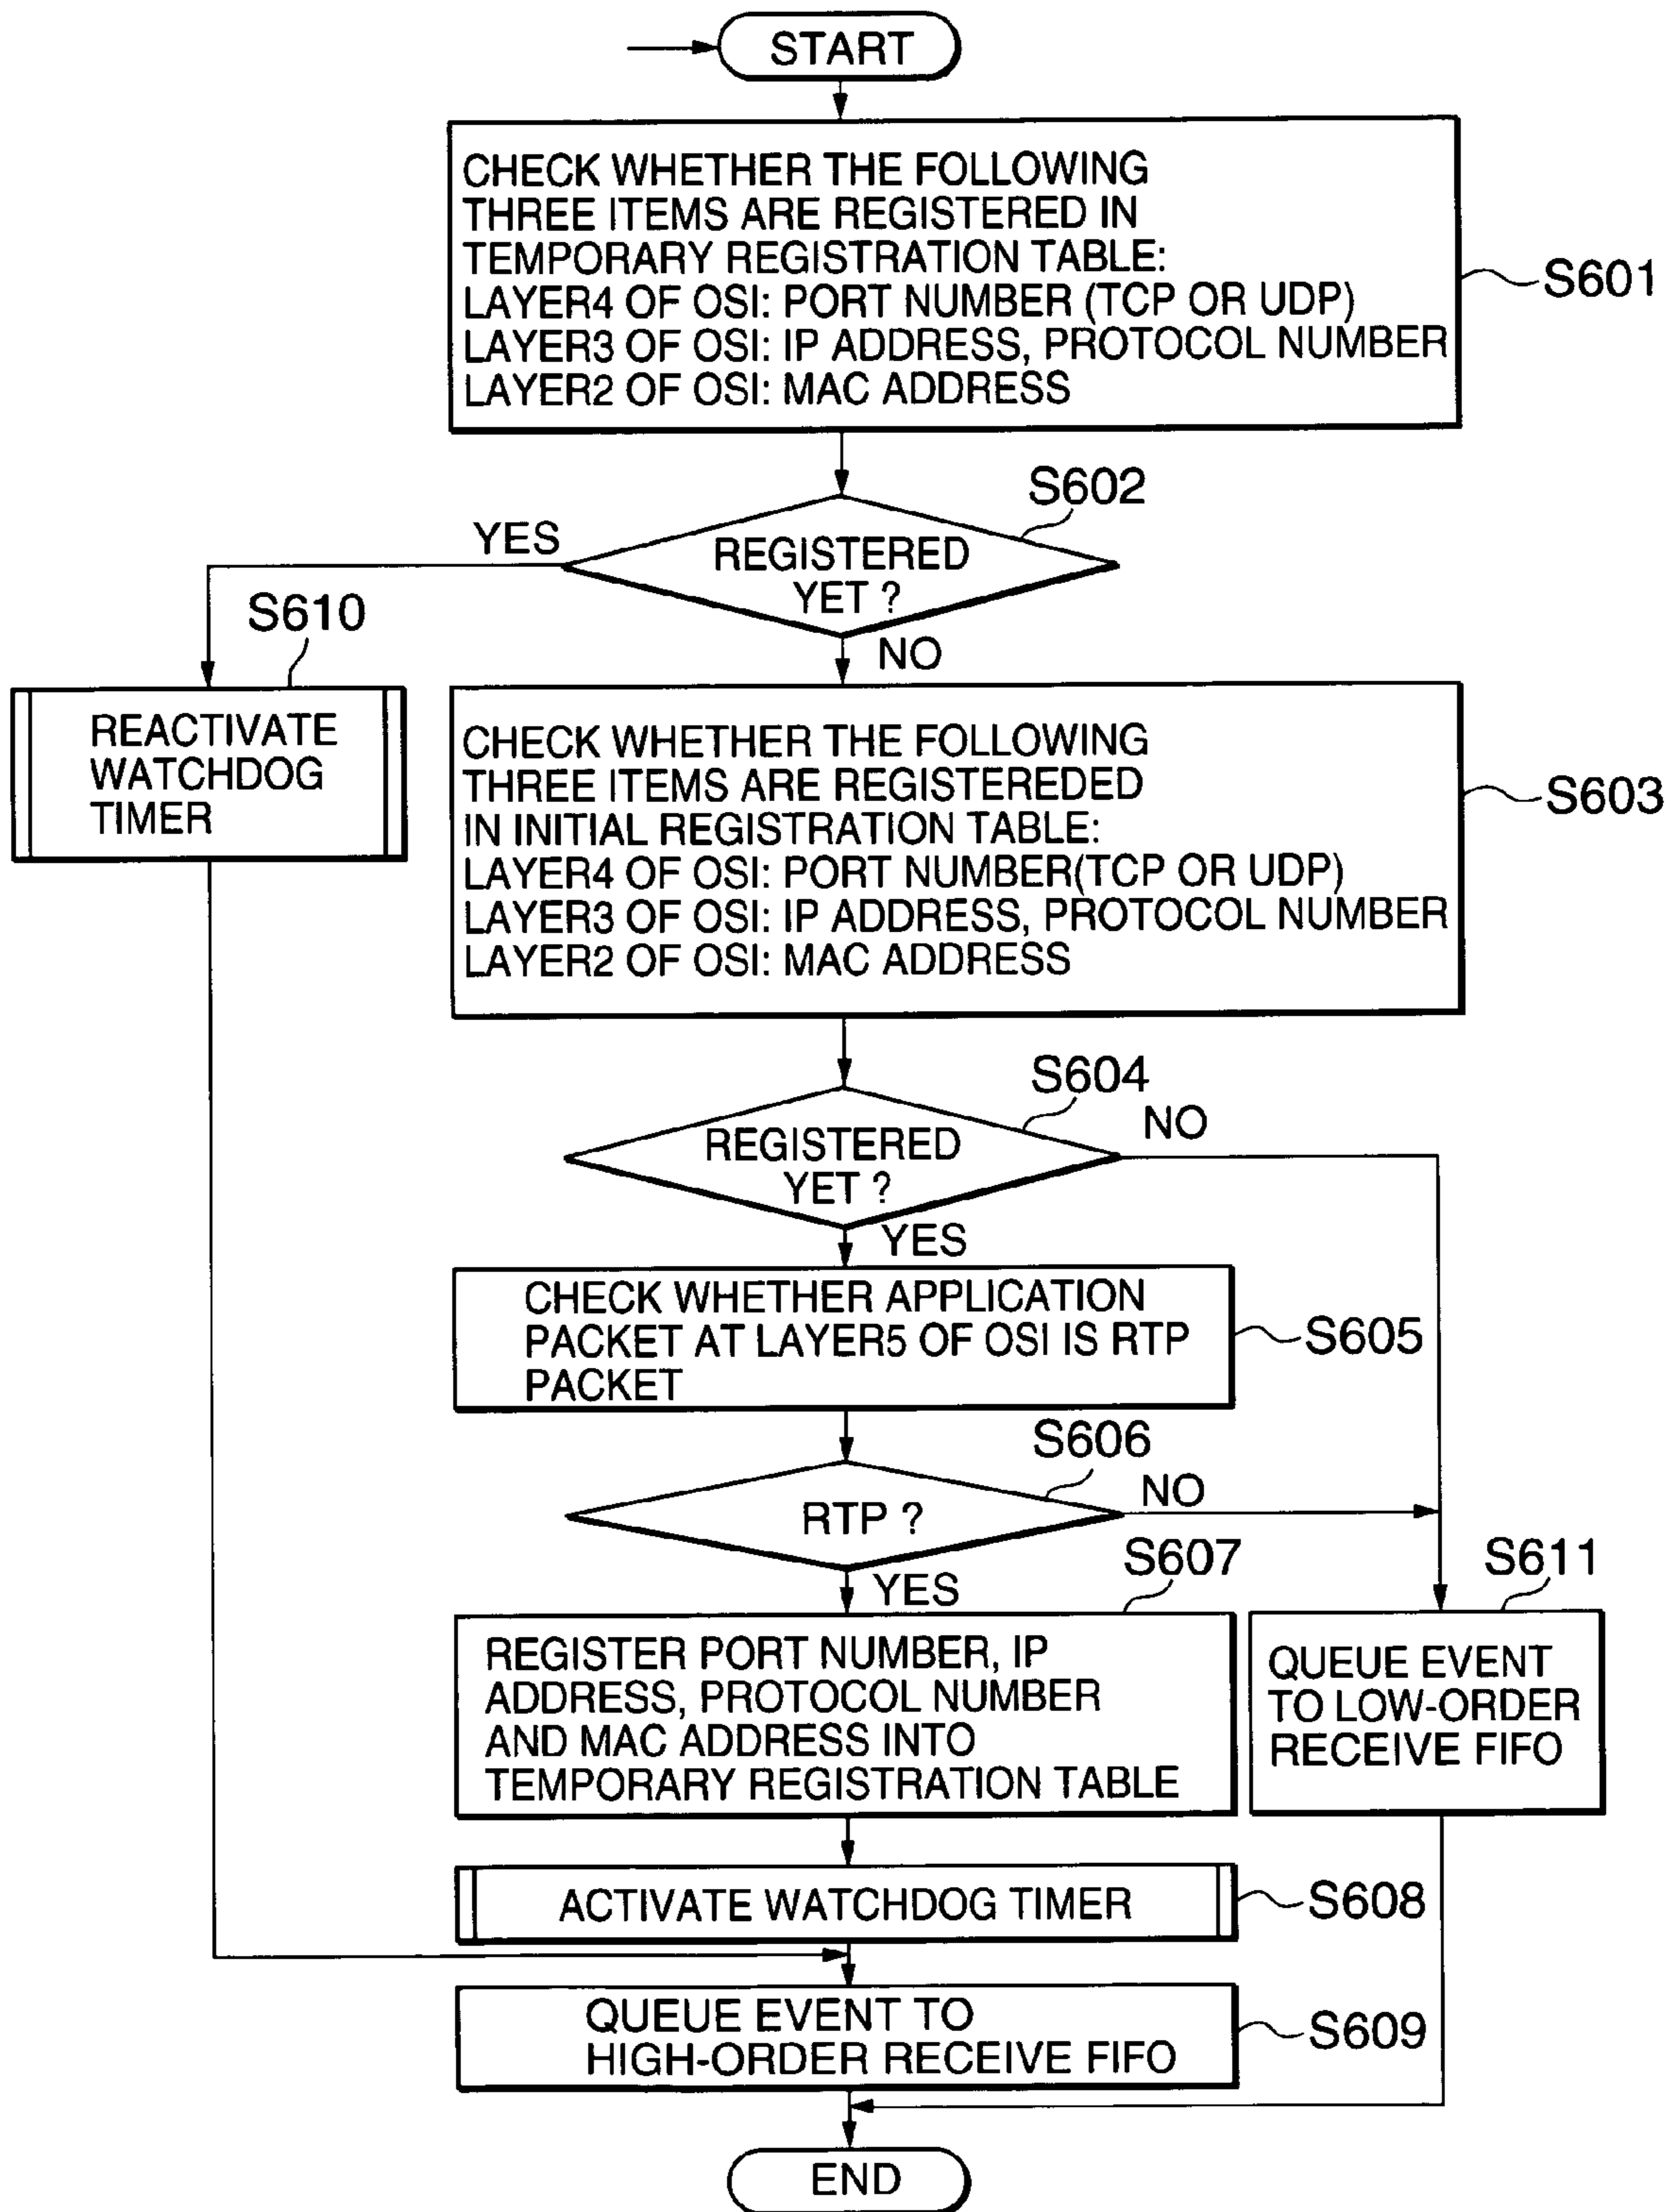 START
CHECK WHETHER THE FOLLOWING
THREE ITEMS ARE REGISTERED IN
TEMPORARY REGISTRATION TABLE:
LAYER4 OF OSI: PORT NUMBER (TCP OR UDP)
LAYER3 OF OSI: IP ADDRESS, PROTOCOL NUMBER
LAYER2 OF OSI: MAC ADDRESS
S601
S602
YES
REGISTERED
YET ?
NO
S610
REACTIVATE
WATCHDOG
TIMER
CHECK WHETHER THE FOLLOWING
THREE ITEMS ARE REGISTEREDED
IN INITIAL REGISTRATION TABLE:
LAYER4 OF OSI: PORT NUMBER(TCP OR UDP)
LAYER3 OF OSI: IP ADDRESS, PROTOCOL NUMBER
LAYER2 OF OSI: MAC ADDRESS
S603
S604
NO
REGISTERED
YET ?
YES
CHECK WHETHER APPLICATION
PACKET AT LAYER5 OF OSI IS RTP
PACKET
S605
S606
NO
RTP ?
YES
S607
REGISTER PORT NUMBER, IP
ADDRESS, PROTOCOL NUMBER
AND MAC ADDRESS INTO
TEMPORARY REGISTRATION TABLE
S611
QUEUE EVENT
TO LOW-ORDER
RECEIVE FIFO
ACTIVATE WATCHDOG TIMER
S608
QUEUE EVENT TO
HIGH-ORDER RECEIVE FIFO
S609
END